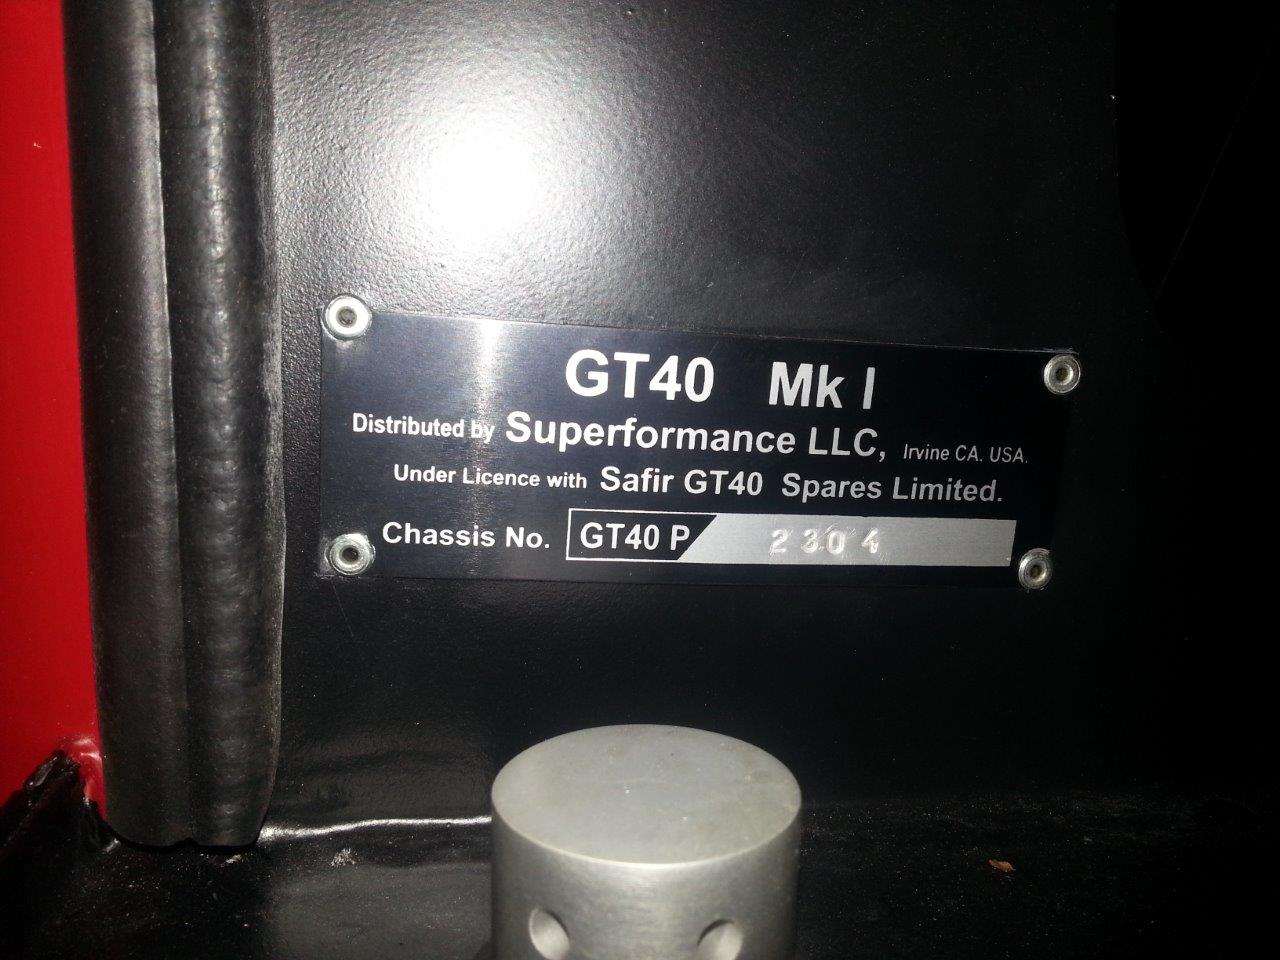 GT40 Mk I
Distributed by Superformance LLC, Irvine CA. USA.
Under Licence with Safir GT40 Spares Limited.
Chassis No. GT40 P 2304